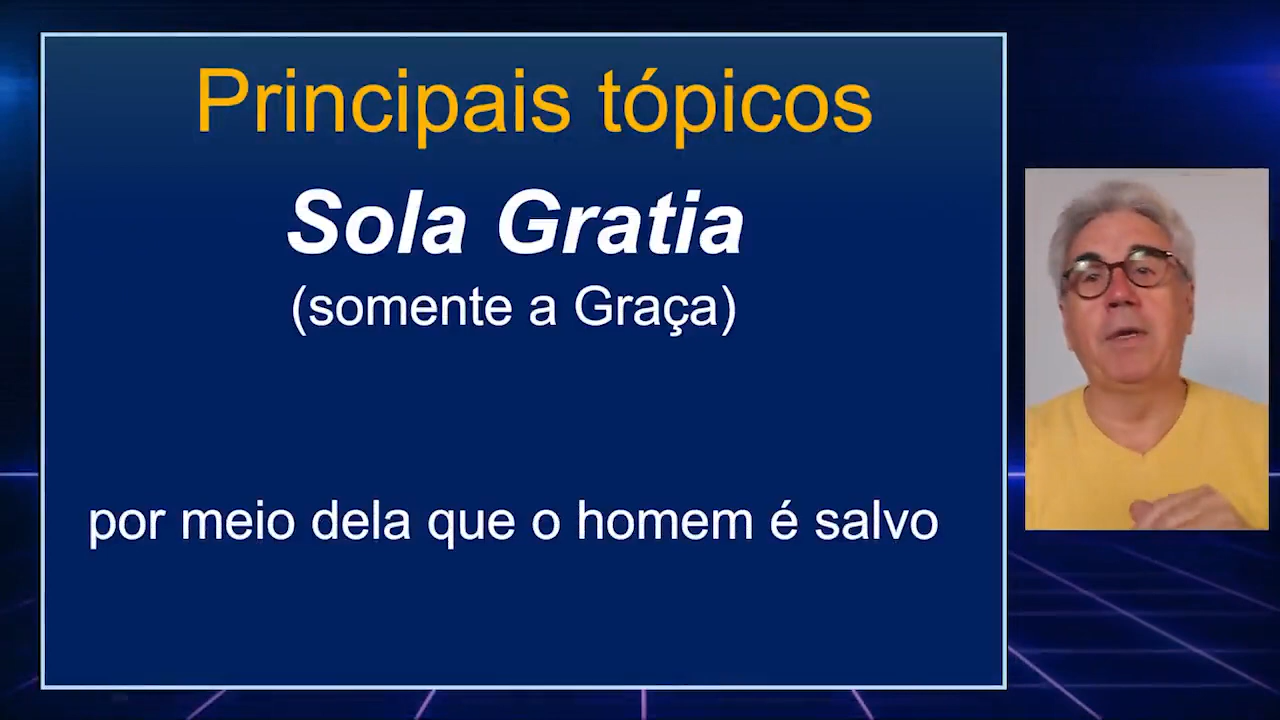 Principais tópicos
Sola Gratia
(somente a Graça)
por meio dela que o homem é salvo